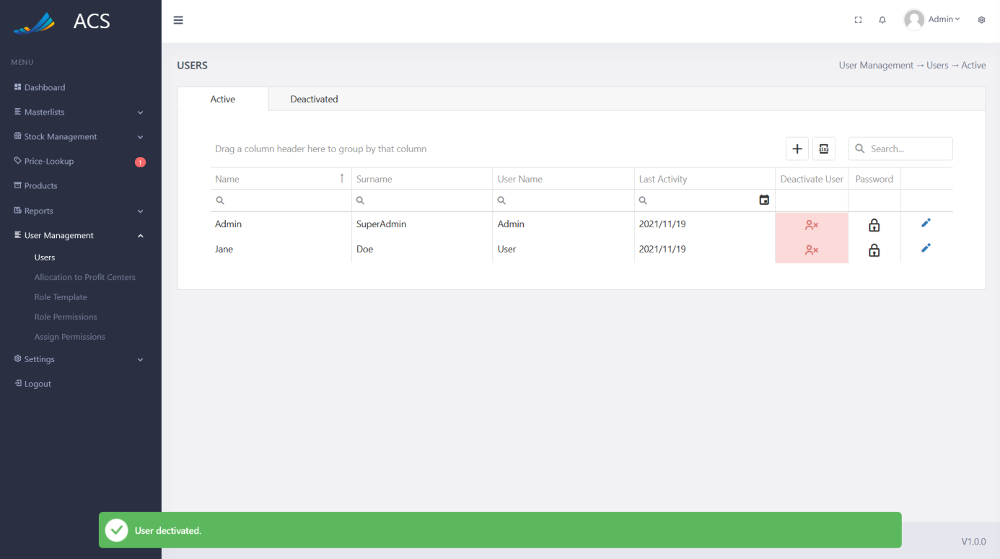 ACS
Admin
MENU
USERS
User Management → Users → Active
Dashboard
Masterlists
Stock Management
Price-Lookup 1
Products
Reports
User Management
Users
Allocation to Profit Centers
Role Template
Role Permissions
Assign Permissions
Settings
Logout
Active Deactivated
Drag a column header here to group by that column
xlsx
Search...
Name Surname User Name Last Activity Deactivate User Password
Admin SuperAdmin Admin 2021/11/19
Jane Doe User 2021/11/19
User dectivated.
V1.0.0